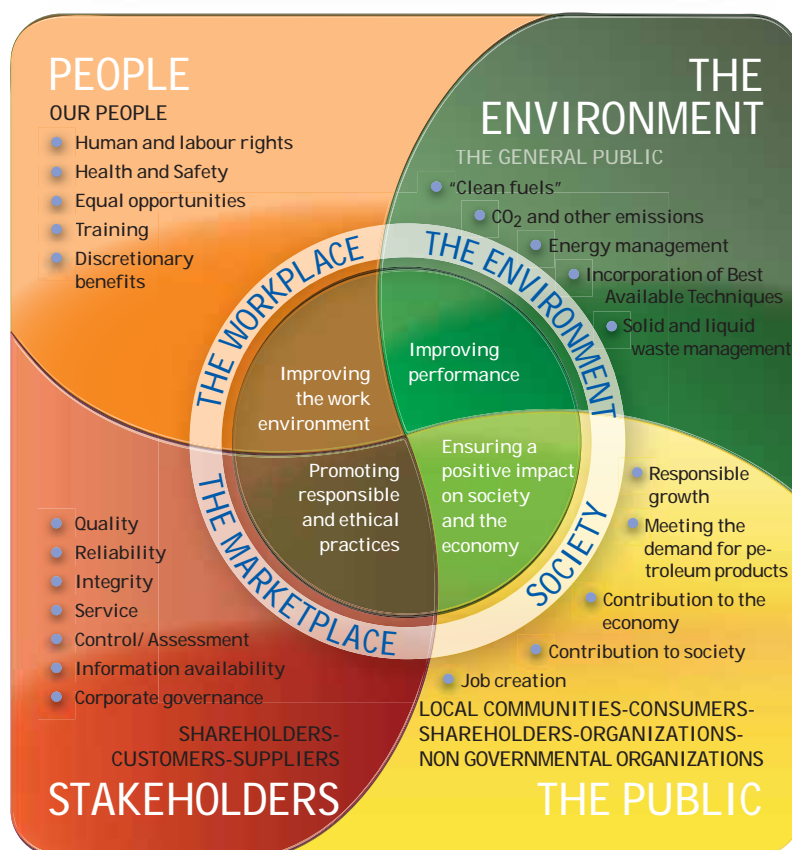 PEOPLE
OUR PEOPLE
Human and labour rights
Health and Safety
Equal opportunities
Training
Discretionary
benefits
THE
ENVIRONMENT
THE GENERAL PUBLIC
“Clean fuels”
CO₂ and other emissions
Energy management
Incorporation of Best
Available Techniques
Solid and liquid
waste management
THE WORKPLACE
THE ENVIRONMENT
Improving
the work
environment
Improving
performance
Promoting
responsible
and ethical
practices
Ensuring a
positive impact
on society
and the
economy
THE MARKETPLACE
SOCIETY
Quality
Reliability
Integrity
Service
Control/Assessment
Information availability
Corporate governance
SHAREHOLDERS-
CUSTOMERS-SUPPLIERS
STAKEHOLDERS
Responsible
growth
Meeting the
demand for pe-
troleum products
Contribution to the
economy
Contribution to society
Job creation
LOCAL COMMUNITIES-CONSUMERS-
SHAREHOLDERS-ORGANIZATIONS-
NON GOVERNMENTAL ORGANIZATIONS
THE PUBLIC